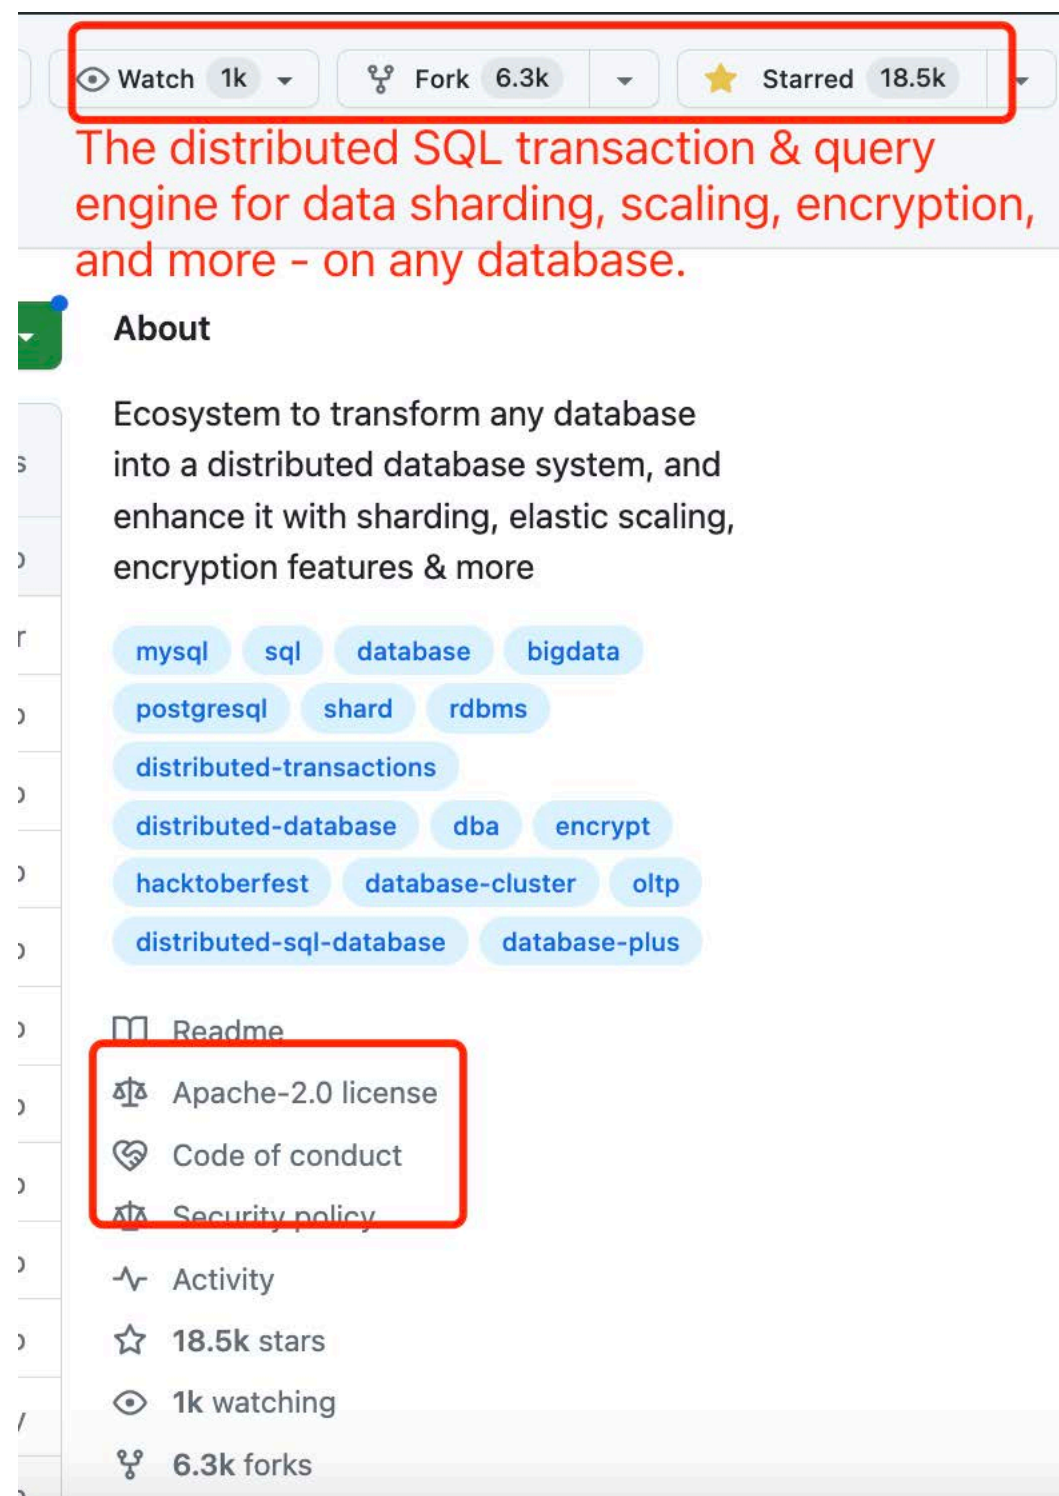 Watch 1k
Fork 6.3k
Starred 18.5k
The distributed SQL transaction & query
engine for data sharding, scaling, encryption,
and more - on any database.
About
Ecosystem to transform any database
into a distributed database system, and
enhance it with sharding, elastic scaling,
encryption features & more
mysql sql database bigdata
postgresql shard rdbms
distributed-transactions
distributed-database dba encrypt
hacktoberfest database-cluster oltp
distributed-sql-database database-plus
Readme
Apache-2.0 license
Code of conduct
Security policy
Activity
18.5k stars
1k watching
6.3k forks